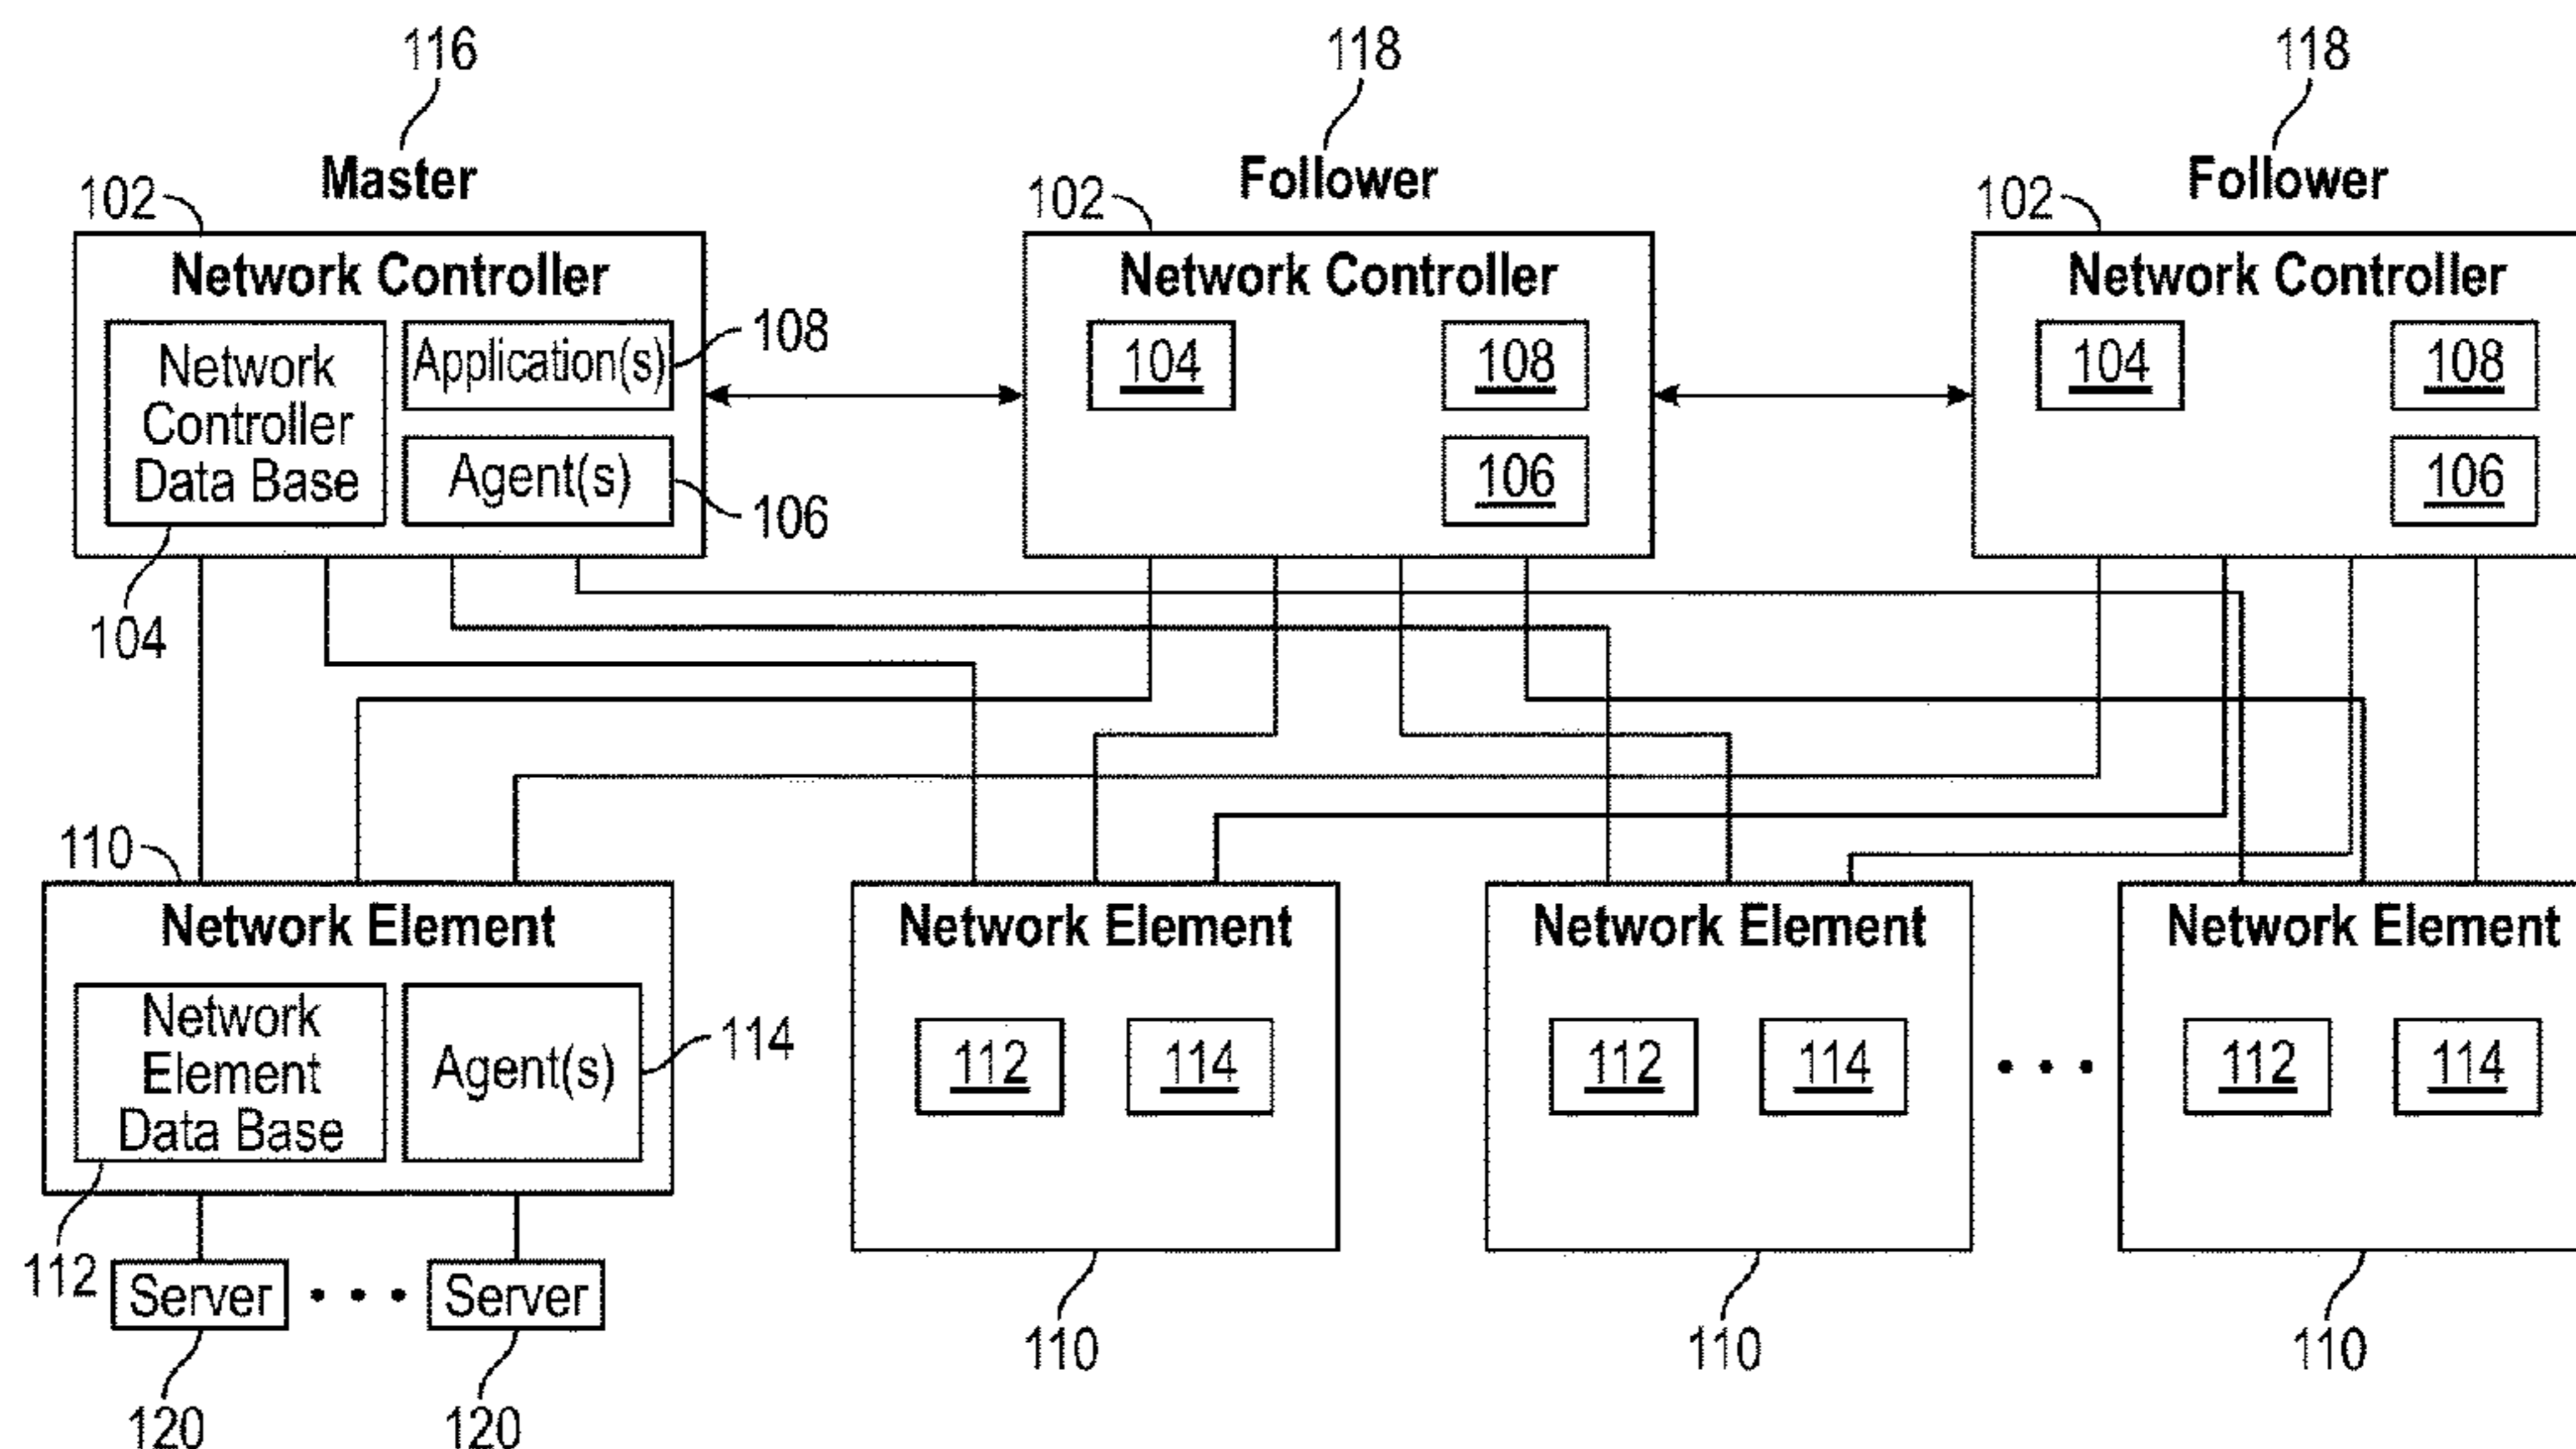 116
118
118
Master
Follower
Follower
102
102
102
Network Controller
Network Controller
Network Controller
Network
Controller
Data Base
Application(s)
108
Agent(s)
106
104
104
108
106
104
108
106
110
Network Element
Network Element
Network Element
Network Element
Network
Element
Data Base
Agent(s)
114
112
114
112
114
112
114
112
Server
Server
120
120
110
110
110